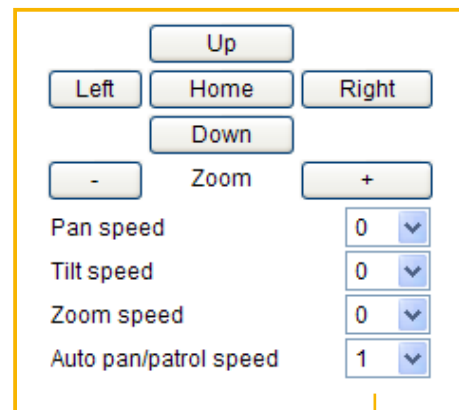 Up
Left Home Right
Down
- Zoom +
Pan speed 0
Tilt speed 0
Zoom speed 0
Auto pan/patrol speed 1